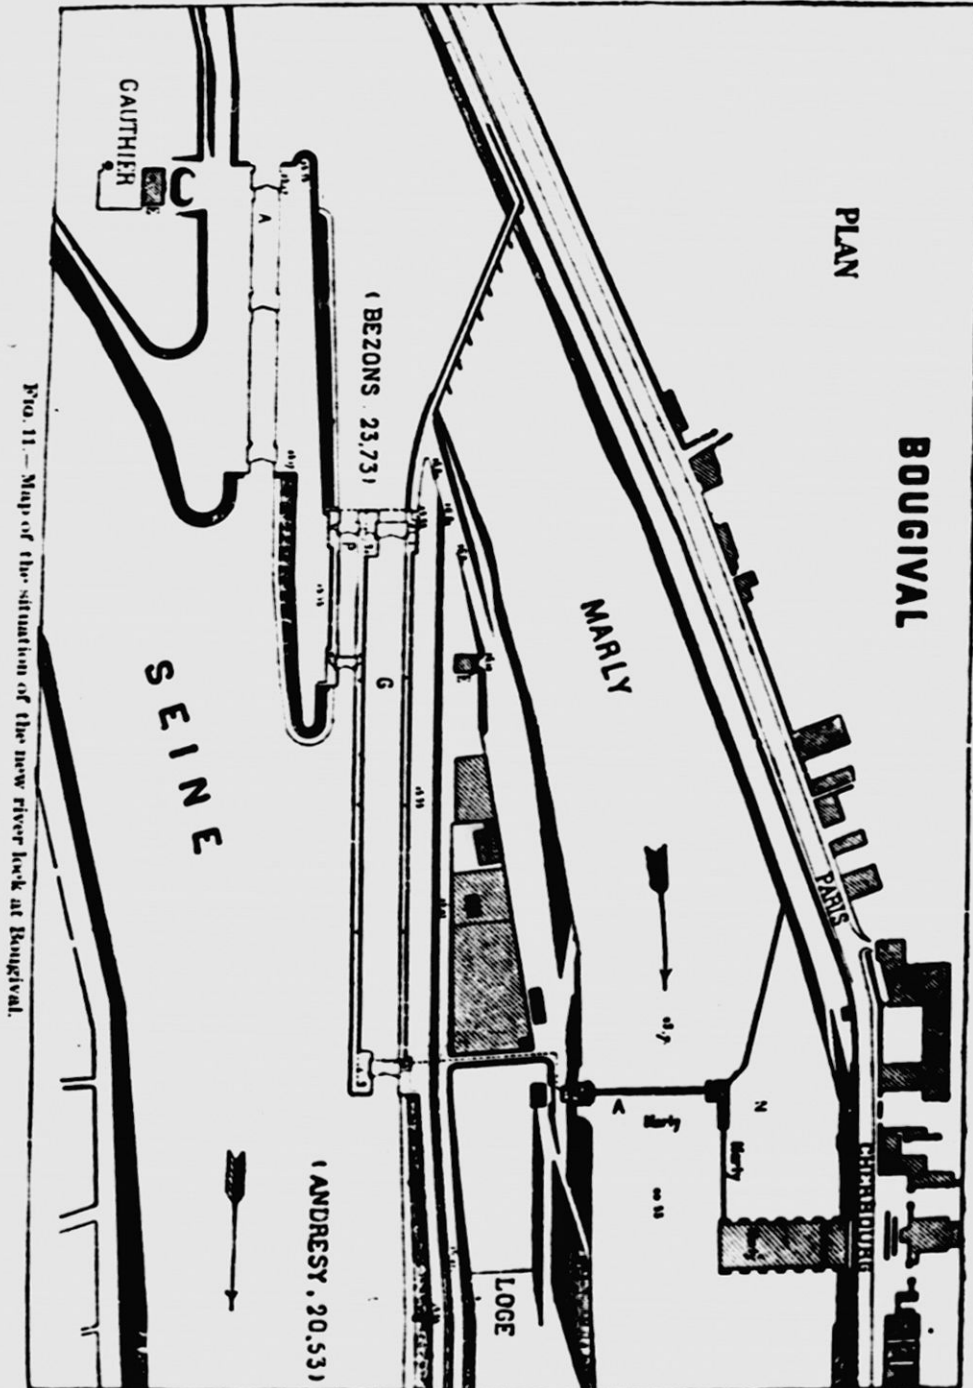 PLAN
BOUGIVAL
GAUTHIER
E
A
(BEZONS 23,73)
MARLY
P
G
E
SEINE
PARIS
A
Marly
N
Marly
CHERBOURG
(ANDRESY, 20.53)
LOGE
FIG. 11.—Map of the situation of the new river lock at Bougival.